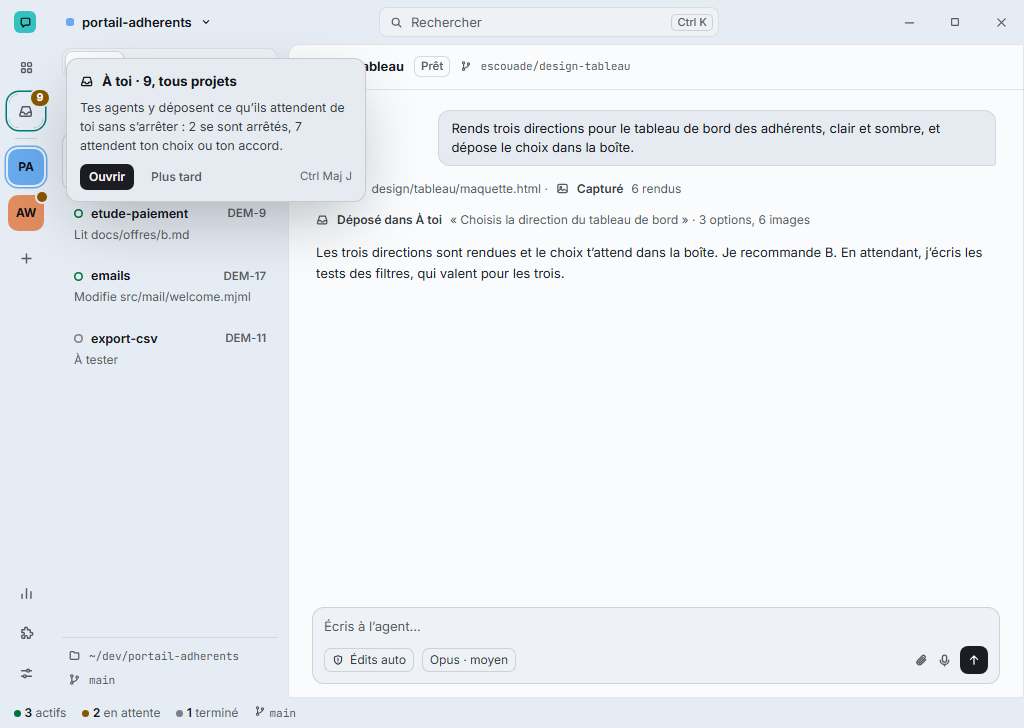 portail-adherents
Rechercher
Ctrl K
9
PA
AW
À toi · 9, tous projets
Tes agents y déposent ce qu’ils attendent de
toi sans s’arrêter : 2 se sont arrêtés, 7
attendent ton choix ou ton accord.
Ouvrir
Plus tard
Ctrl Maj J
etude-paiement
DEM-9
Lit docs/offres/b.md
emails
DEM-17
Modifie src/mail/welcome.mjml
export-csv
DEM-11
À tester
~/dev/portail-adherents
main
ableau
Prêt
escouade/design-tableau
Rends trois directions pour le tableau de bord des adhérents, clair et sombre, et
dépose le choix dans la boîte.
design/tableau/maquette.html · Capturé 6 rendus
Déposé dans À toi « Choisis la direction du tableau de bord » · 3 options, 6 images
Les trois directions sont rendues et le choix t’attend dans la boîte. Je recommande B. En attendant, j’écris les
tests des filtres, qui valent pour les trois.
Écris à l’agent…
Édits auto
Opus · moyen
3 actifs
2 en attente
1 terminé
main